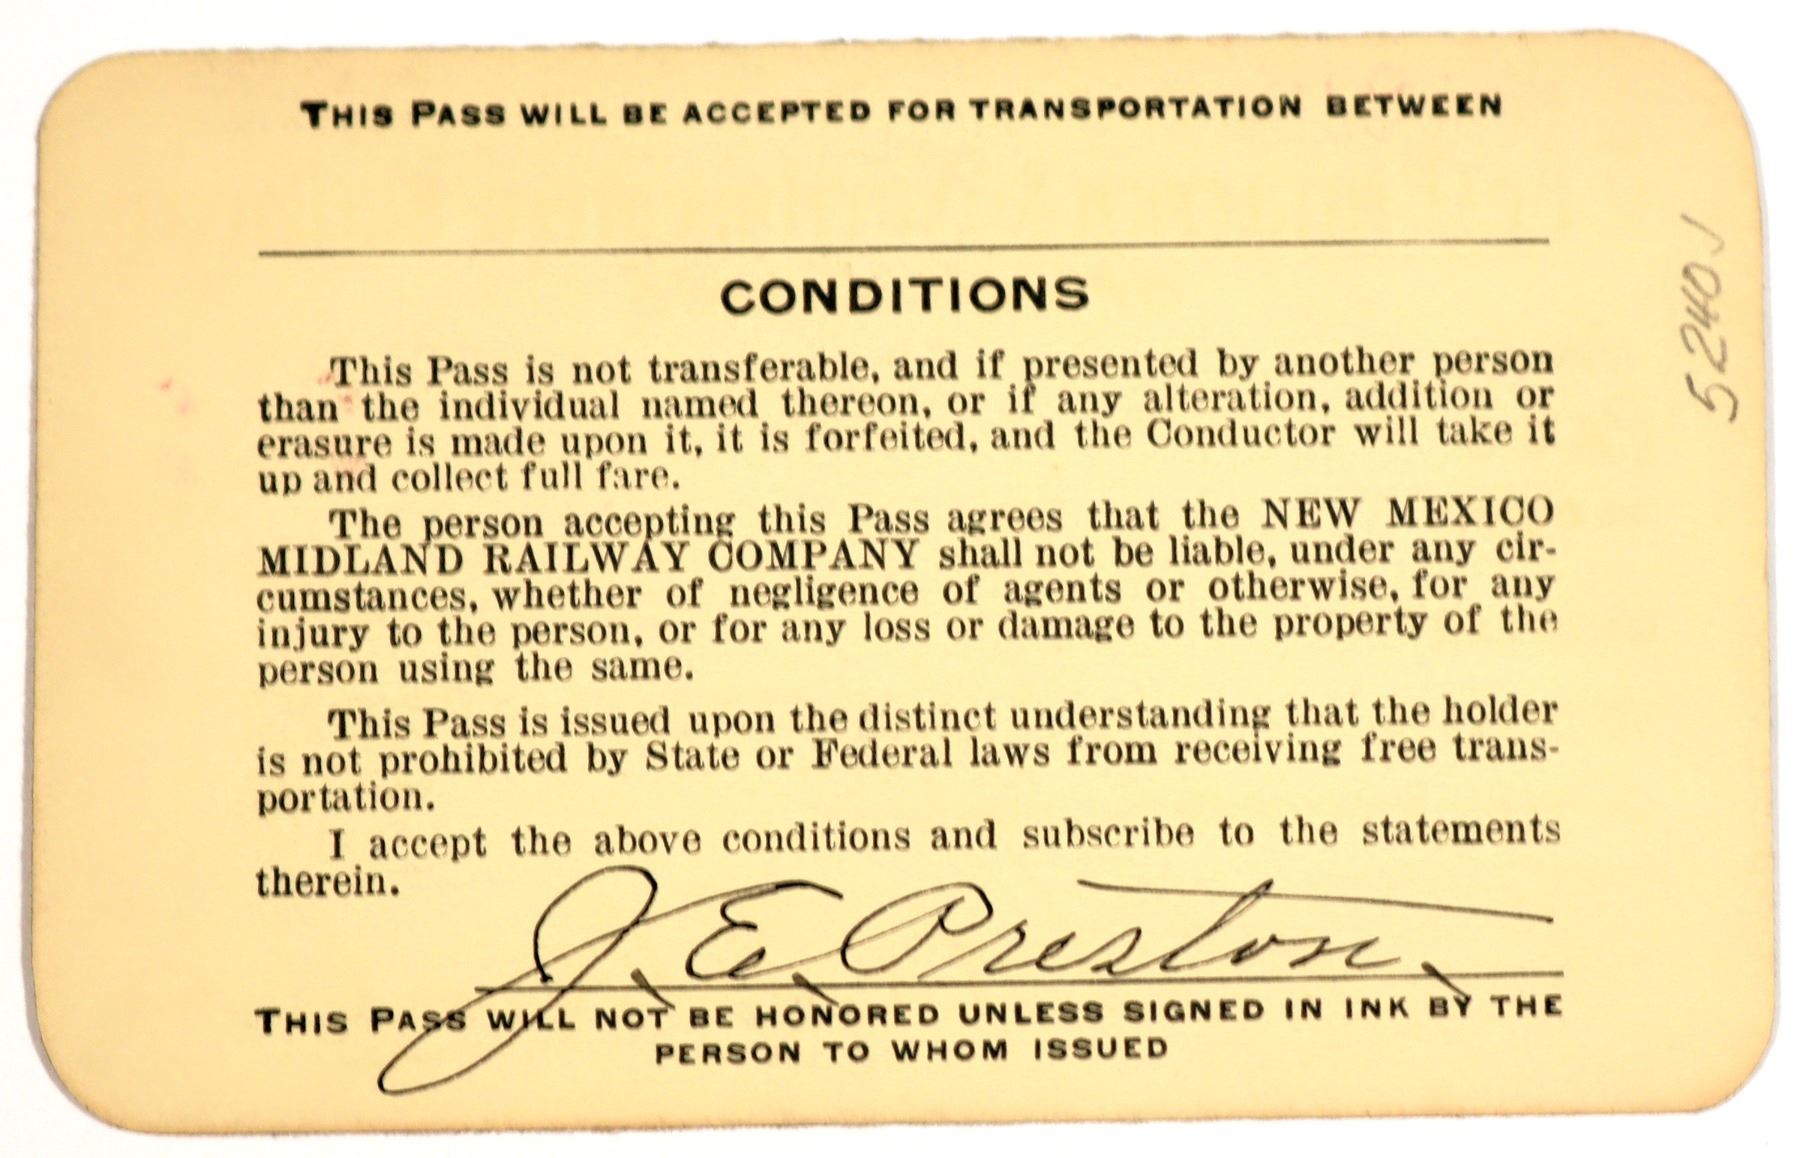 THIS PASS WILL BE ACCEPTED FOR TRANSPORTATION BETWEEN
CONDITIONS
This Pass is not transferable, and if presented by another person
than the individual named thereon, or if any alteration, addition or
erasure is made upon it, it is forfeited, and the Conductor will take it
up and collect full fare.
The person accepting this Pass agrees that the NEW MEXICO
MIDLAND RAILWAY COMPANY shall not be liable, under any cir-
cumstances, whether of negligence of agents or otherwise, for any
injury to the person, or for any loss or damage to the property of the
person using the same.
This Pass is issued upon the distinct understanding that the holder
is not prohibited by State or Federal laws from receiving free trans-
portation.
I accept the above conditions and subscribe to the statements
therein.
J. E. Preston.
THIS PASS WILL NOT BE HONORED UNLESS SIGNED IN INK BY THE
PERSON TO WHOM ISSUED
5240J